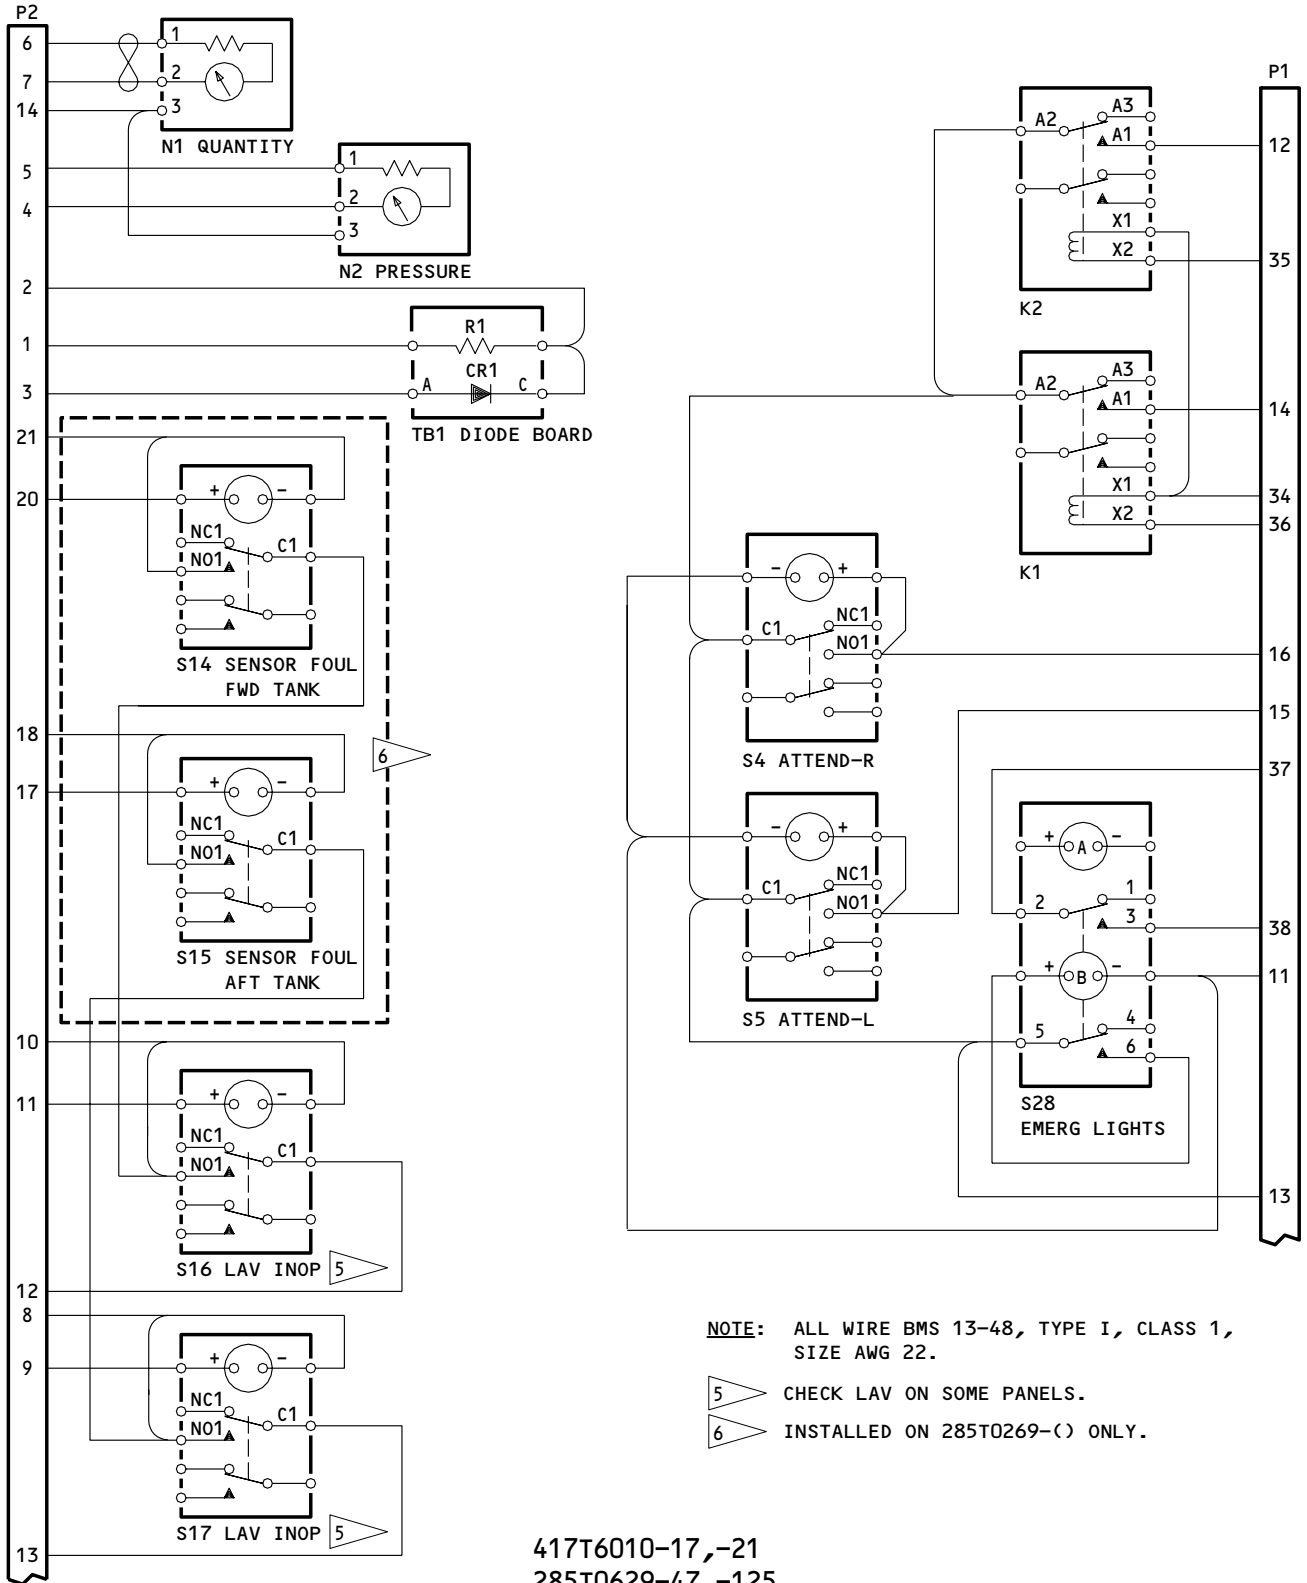 P2
6
7
14
5
4
2
1
3
21
20
18
17
10
11
12
8
9
13
1
2
3
N1 QUANTITY
1
2
3
N2 PRESSURE
R1
CR1
A
C
TB1 DIODE BOARD
+ −
NC1
NO1
C1
S14 SENSOR FOUL
FWD TANK
6
+ −
NC1
NO1
C1
S15 SENSOR FOUL
AFT TANK
+ −
NC1
NO1
C1
S16 LAV INOP
5
+ −
NC1
NO1
C1
S17 LAV INOP
5
P1
12
35
14
34
36
16
15
37
38
11
13
A2
A3
A1
X1
X2
K2
A2
A3
A1
X1
X2
K1
− +
C1
NC1
NO1
S4 ATTEND-R
− +
C1
NC1
NO1
S5 ATTEND-L
+ A −
2
1
3
+ B −
5
4
6
S28
EMERG LIGHTS
NOTE: ALL WIRE BMS 13-48, TYPE I, CLASS 1,
SIZE AWG 22.
5 CHECK LAV ON SOME PANELS.
6 INSTALLED ON 285T0269-() ONLY.
417T6010-17,-21
285T0629-47,-125